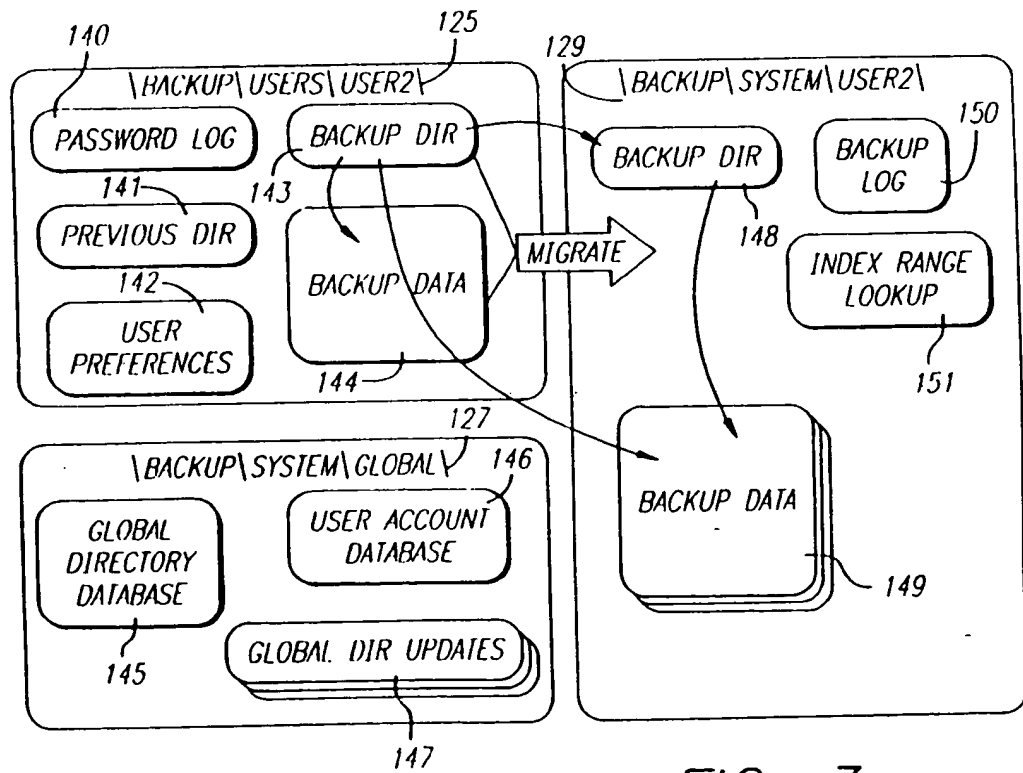 140
125
\BACKUP\USERS\USER2\
PASSWORD LOG
BACKUP DIR
143
141
PREVIOUS DIR
142
USER
PREFERENCES
BACKUP DATA
144
MIGRATE
129
\BACKUP\SYSTEM\USER2\
150
BACKUP DIR
148
BACKUP
LOG
INDEX RANGE
LOOKUP
151
BACKUP DATA
149
127
\BACKUP\SYSTEM\GLOBAL\
146
GLOBAL
DIRECTORY
DATABASE
145
USER ACCOUNT
DATABASE
GLOBAL DIR UPDATES
147